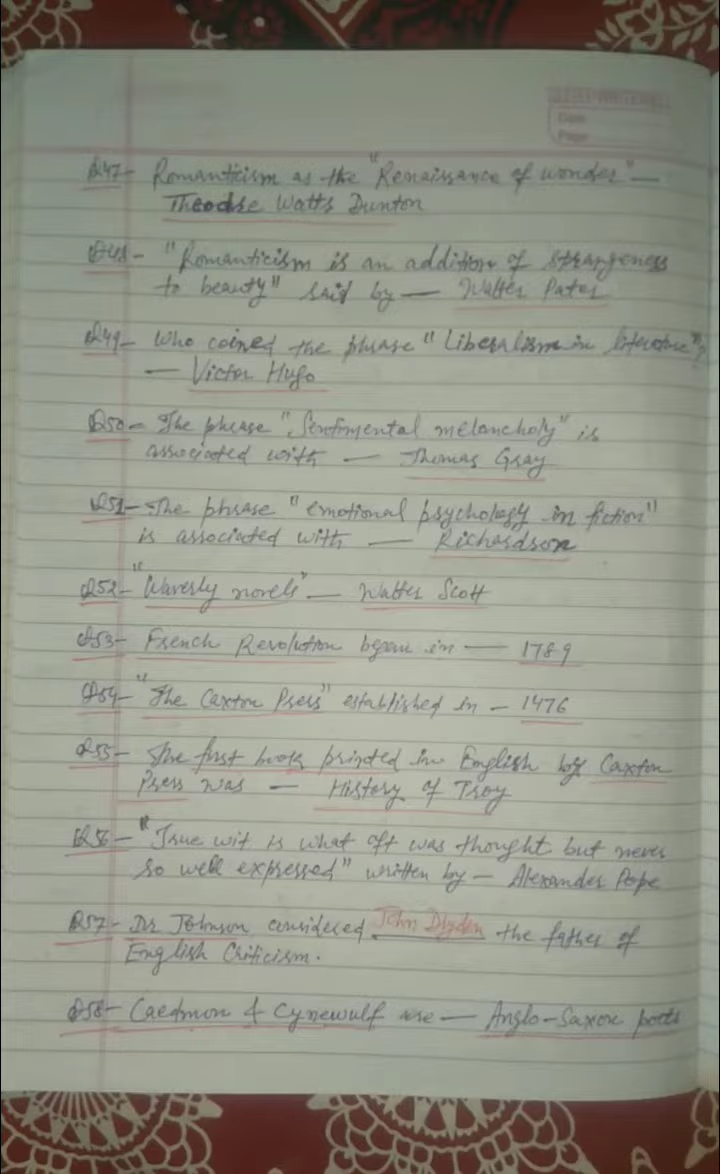 Date
Page
Q47- Romanticism as the "Renaissance of wonder" —
Theodre Watts Dunton
Q48- "Romanticism is an addition of strangeness
to beauty" said by — Walter Pater
Q49- Who coined the phrase "Liberalism in literature"?
— Victor Hugo
Q50- The phrase "Sentimental melancholy" is
associated with — Thomas Gray
Q51- The phrase "emotional psychology in fiction"
is associated with — Richardson
Q52- "Waverly novels" — Walter Scott
Q53- French Revolution began in — 1789
Q54- "The Caxton Press" established in - 1476
Q55- The first book printed in English by Caxton
Press was — History of Troy
Q56- "True wit is what oft was thought but never
so well expressed" written by - Alexander Pope
Q57- Dr Johnson considered John Dryden the father of
English Criticism.
Q58- Caedmon & Cynewulf are — Anglo-Saxon poets